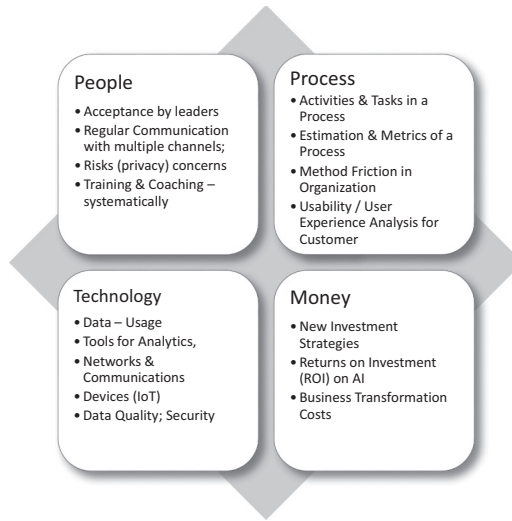 People
• Acceptance by leaders
• Regular Communication
with multiple channels;
• Risks (privacy) concerns
• Training & Coaching –
systematically
Process
• Activities & Tasks in a
Process
• Estimation & Metrics of a
Process
• Method Friction in
Organization
• Usability / User
Experience Analysis for
Customer
Technology
• Data – Usage
• Tools for Analytics,
• Networks &
Communications
• Devices (IoT)
• Data Quality; Security
Money
• New Investment
Strategies
• Returns on Investment
(ROI) on AI
• Business Transformation
Costs